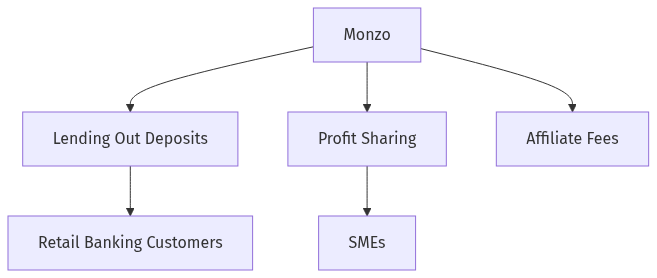 Monzo
Lending Out Deposits
Profit Sharing
Affiliate Fees
Retail Banking Customers
SMEs